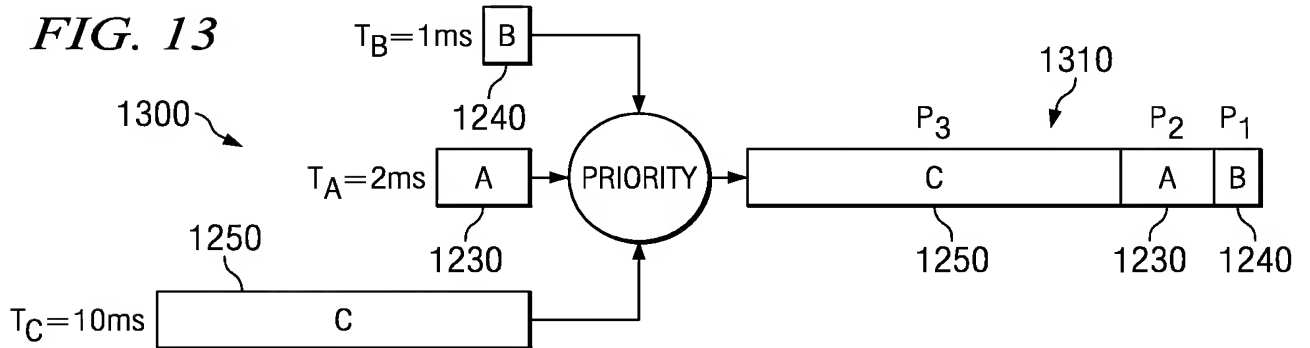 FIG. 13
T_B=1ms B
1240
1310
1300
P_3 P_2 P_1
T_A=2ms A PRIORITY C A B
1230 1250 1230 1240
1250
T_C=10ms C